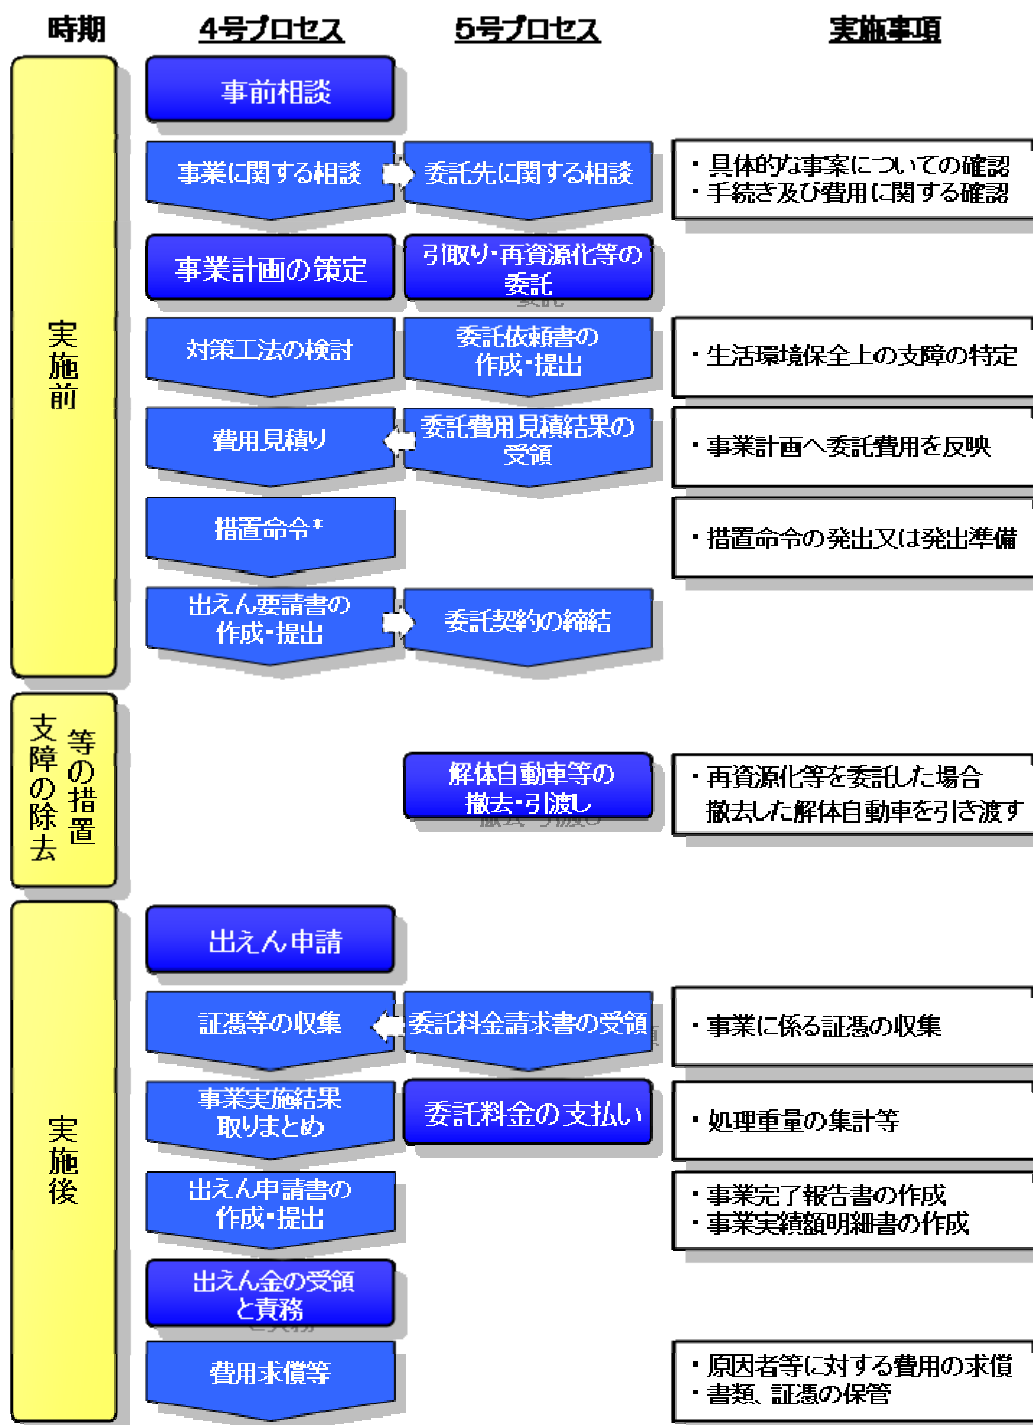 時期
4号プロセス
5号プロセス
実施事項
実施前
事前相談
事業に関する相談
委託先に関する相談
・具体的な事案についての確認
・手続き及び費用に関する確認
事業計画の策定
引取り・再資源化等の
委託
対策工法の検討
委託依頼書の
作成・提出
・生活環境保全上の支障の特定
費用見積り
委託費用見積結果の
受領
・事業計画へ委託費用を反映
措置命令*
・措置命令の発出又は発出準備
出えん要請書の
作成・提出
委託契約の締結
支障の除去
等の措置
解体自動車等の
撤去・引渡し
・再資源化等を委託した場合
撤去した解体自動車を引き渡す
実施後
出えん申請
証憑等の収集
委託料金請求書の受領
・事業に係る証憑の収集
事業実施結果
取りまとめ
委託料金の支払い
・処理重量の集計等
出えん申請書の
作成・提出
・事業完了報告書の作成
・事業実績額明細書の作成
出えん金の受領
と責務
費用求償等
・原因者等に対する費用の求償
・書類、証憑の保管